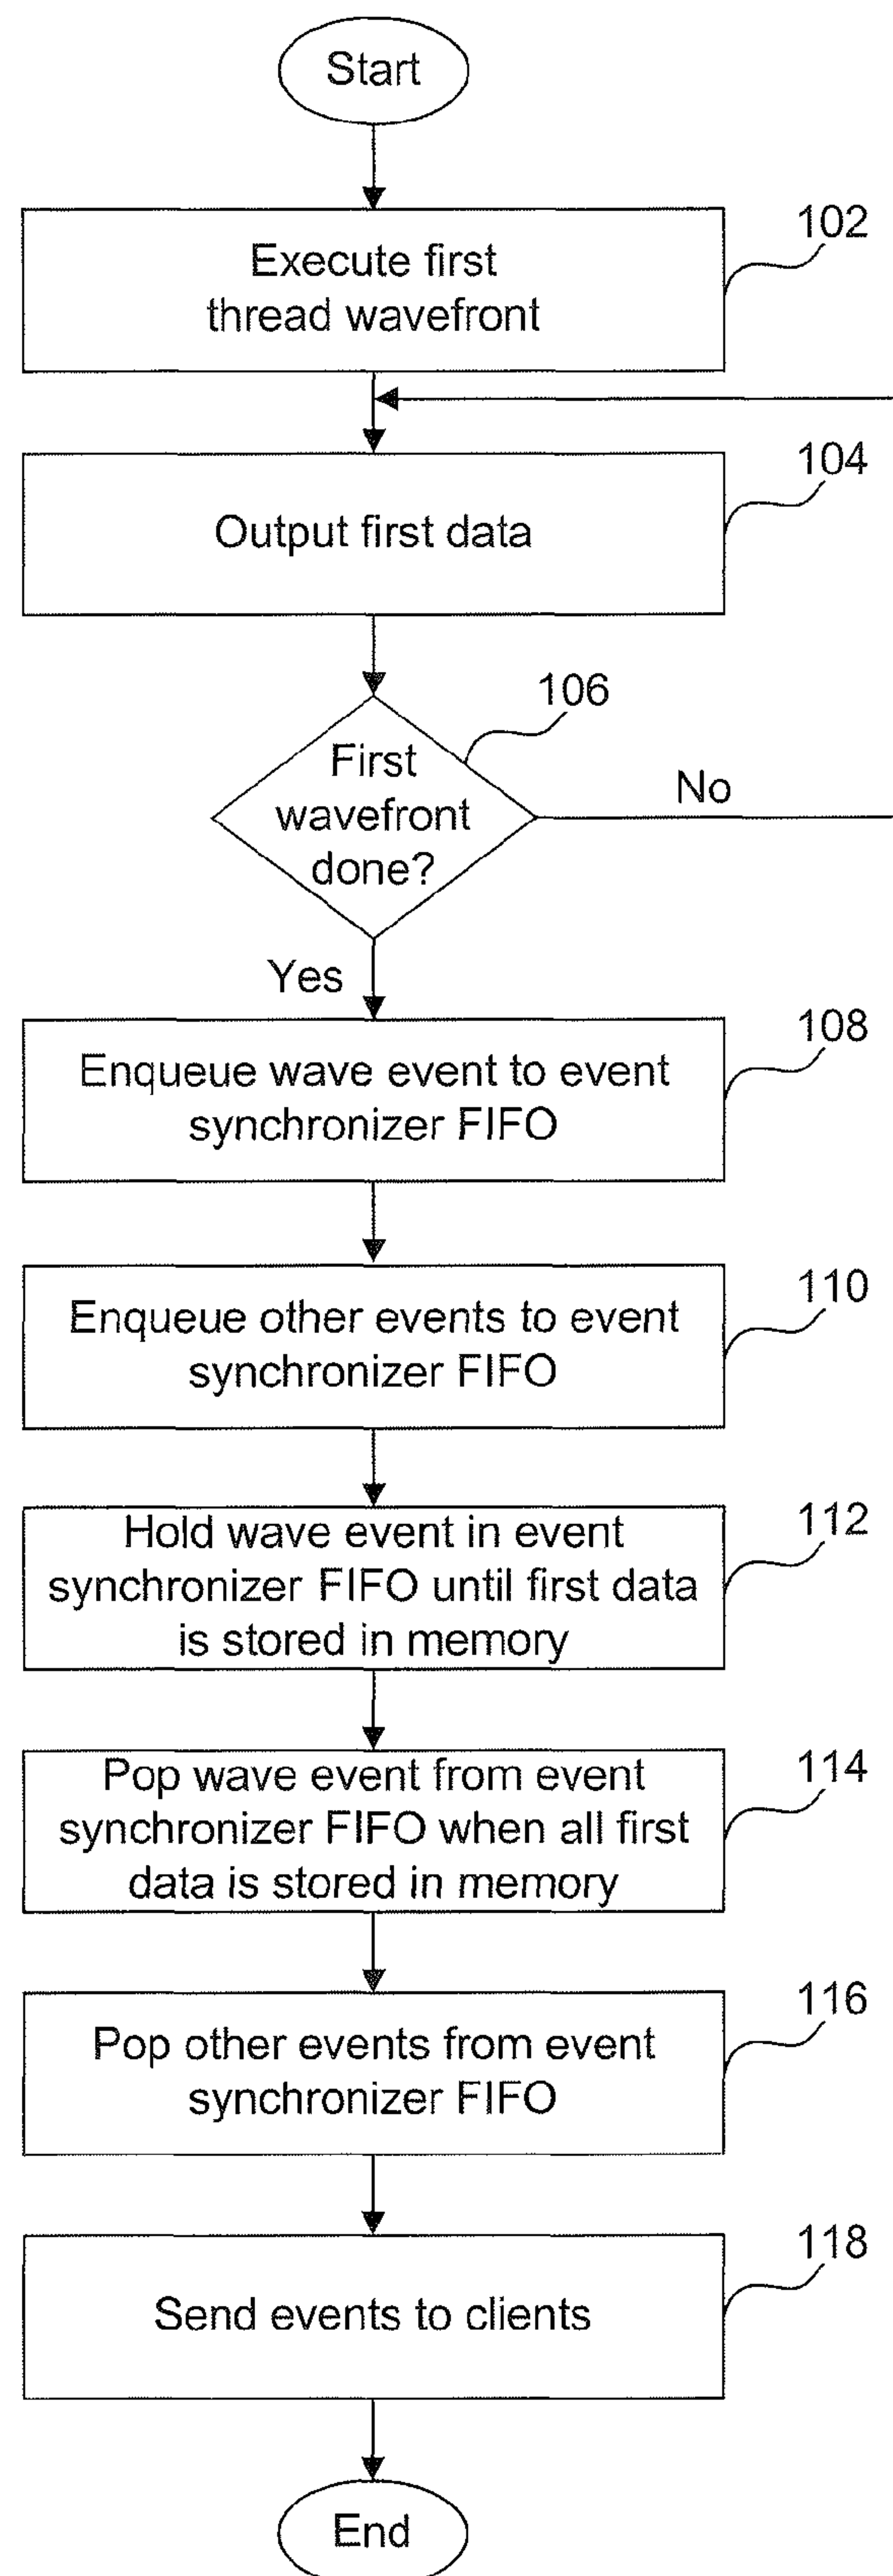 Start
102
Execute first
thread wavefront
104
Output first data
106
First
wavefront
done?
No
Yes
108
Enqueue wave event to event
synchronizer FIFO
110
Enqueue other events to event
synchronizer FIFO
112
Hold wave event in event
synchronizer FIFO until first data
is stored in memory
114
Pop wave event from event
synchronizer FIFO when all first
data is stored in memory
116
Pop other events from event
synchronizer FIFO
118
Send events to clients
End